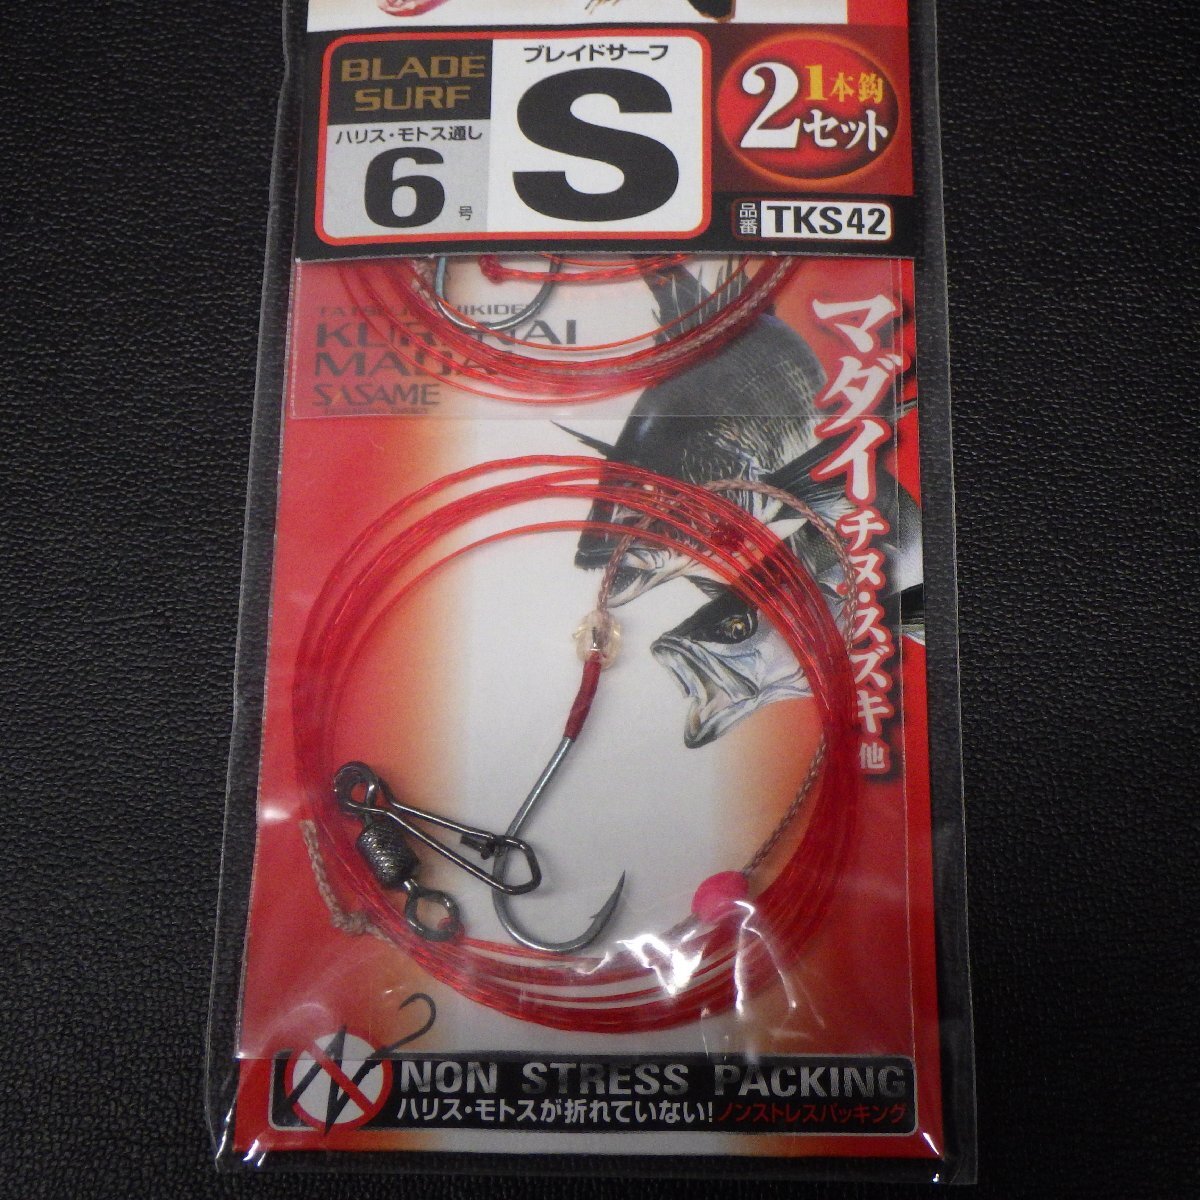 BLADE
SURF
ハリス・モトス通し
6号
ブレイドサーフ
S
1本鈎
2セット
品番 TKS42
MADAI
SASAME
マダイ チヌ・スズキ他
NON STRESS PACKING
ハリス・モトスが折れていない!ノンストレスパッキング